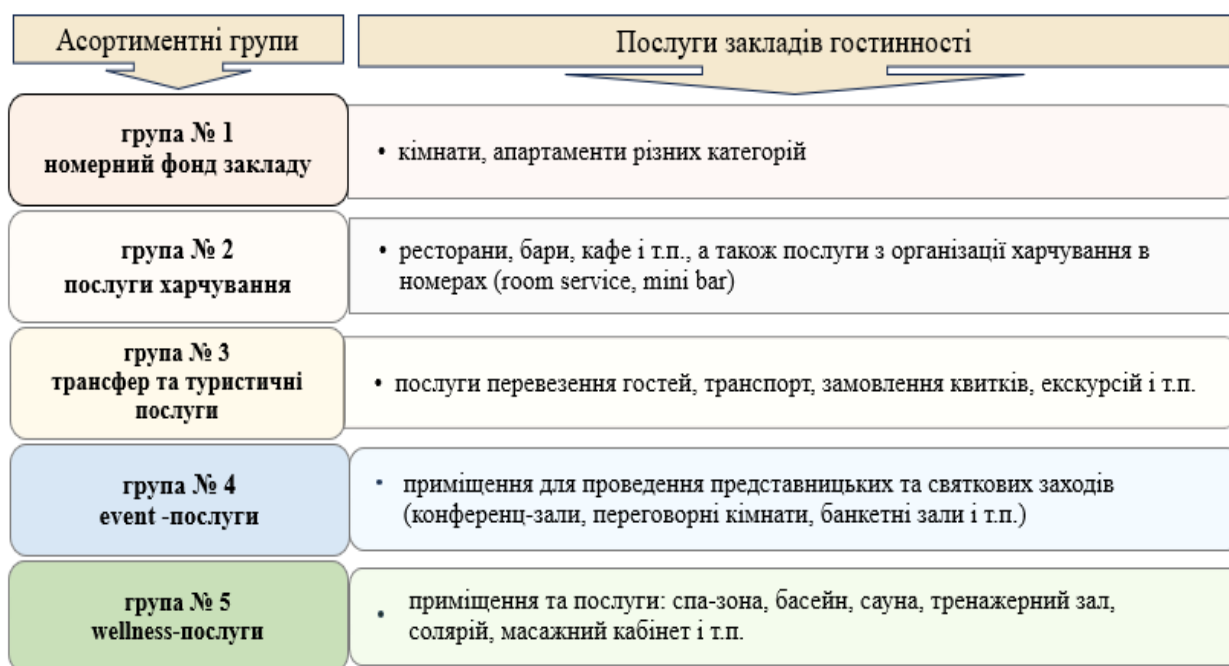 Асортиментні групи
Послуги закладів гостинності
група № 1
номерний фонд закладу
• кімнати, апартаменти різних категорій
група № 2
послуги харчування
• ресторани, бари, кафе і т.п., а також послуги з організації харчування в
номерах (room service, mini bar)
група № 3
трансфер та туристичні
послуги
• послуги перевезення гостей, транспорт, замовлення квитків, екскурсій і т.п.
група № 4
event -послуги
• приміщення для проведення представницьких та святкових заходів
(конференц-зали, переговорні кімнати, банкетні зали і т.п.)
група № 5
wellness-послуги
• приміщення та послуги: спа-зона, басейн, сауна, тренажерний зал,
солярій, масажний кабінет і т.п.